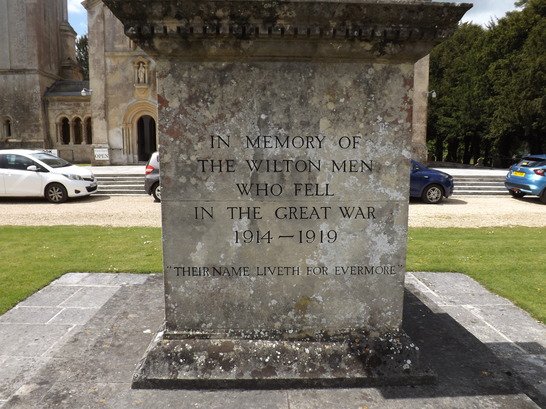 IN MEMORY OF
THE WILTON MEN
WHO FELL
IN THE GREAT WAR
1914 — 1919
"THEIR NAME LIVETH FOR EVERMORE"